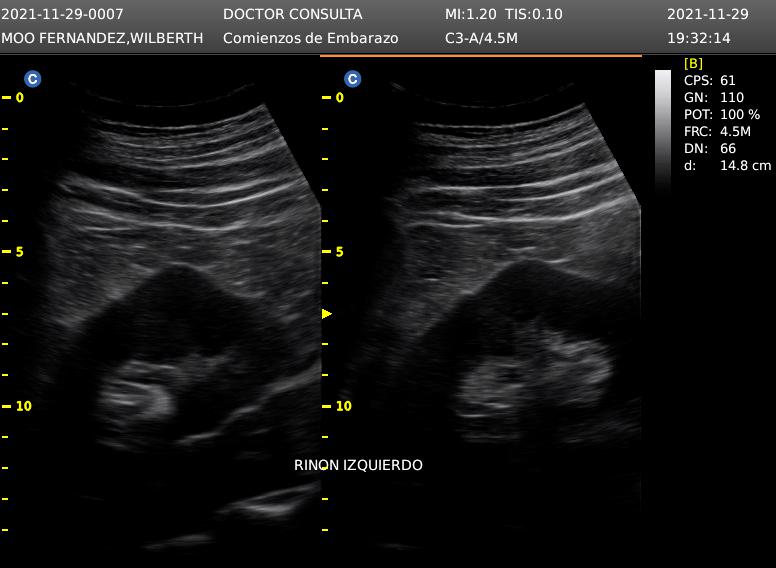 2021-11-29-0007 DOCTOR CONSULTA MI:1.20 TIS:0.10 2021-11-29
MOO FERNANDEZ,WILBERTH Comienzos de Embarazo C3-A/4.5M 19:32:14
[B]
C C
CPS: 61
0 0
GN: 110
POT: 100 %
FRC: 4.5M
DN: 66
d: 14.8 cm
5 5
10 10
RINON IZQUIERDO